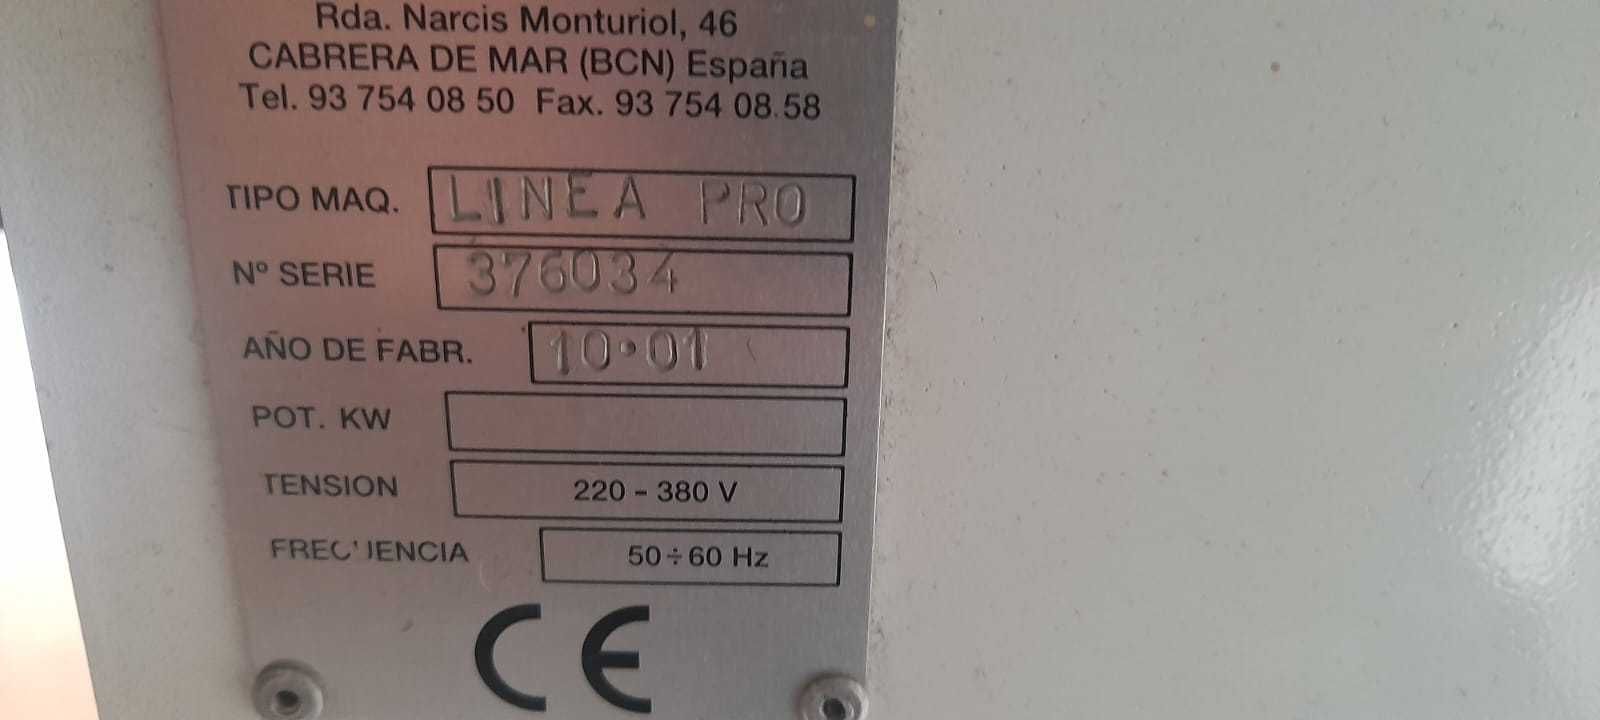 Rda. Narcis Monturiol, 46
CABRERA DE MAR (BCN) España
Tel. 93 754 08 50 Fax. 93 754 08.58
TIPO MAQ. LINEA PRO
Nº SERIE 376034
AÑO DE FABR. 10·01
POT. KW
TENSION 220 - 380 V
FRECUENCIA 50÷60 Hz
CE